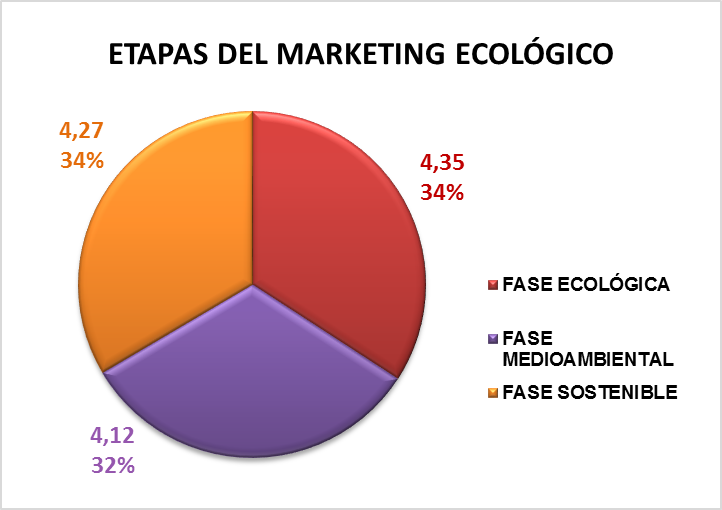 ETAPAS DEL MARKETING ECOLÓGICO
4,27
34%
4,35
34%
4,12
32%
FASE ECOLÓGICA
FASE
MEDIOAMBIENTAL
FASE SOSTENIBLE